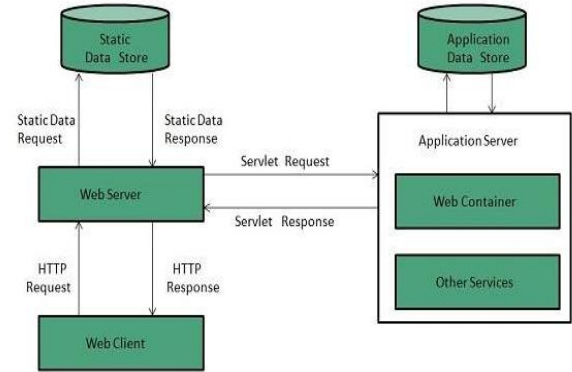 Static
Data Store
Application
Data Store
Static Data
Request
Static Data
Response
Application Server
Servlet Request
Web Server
Web Container
Servlet Response
HTTP
Request
HTTP
Response
Other Services
Web Client